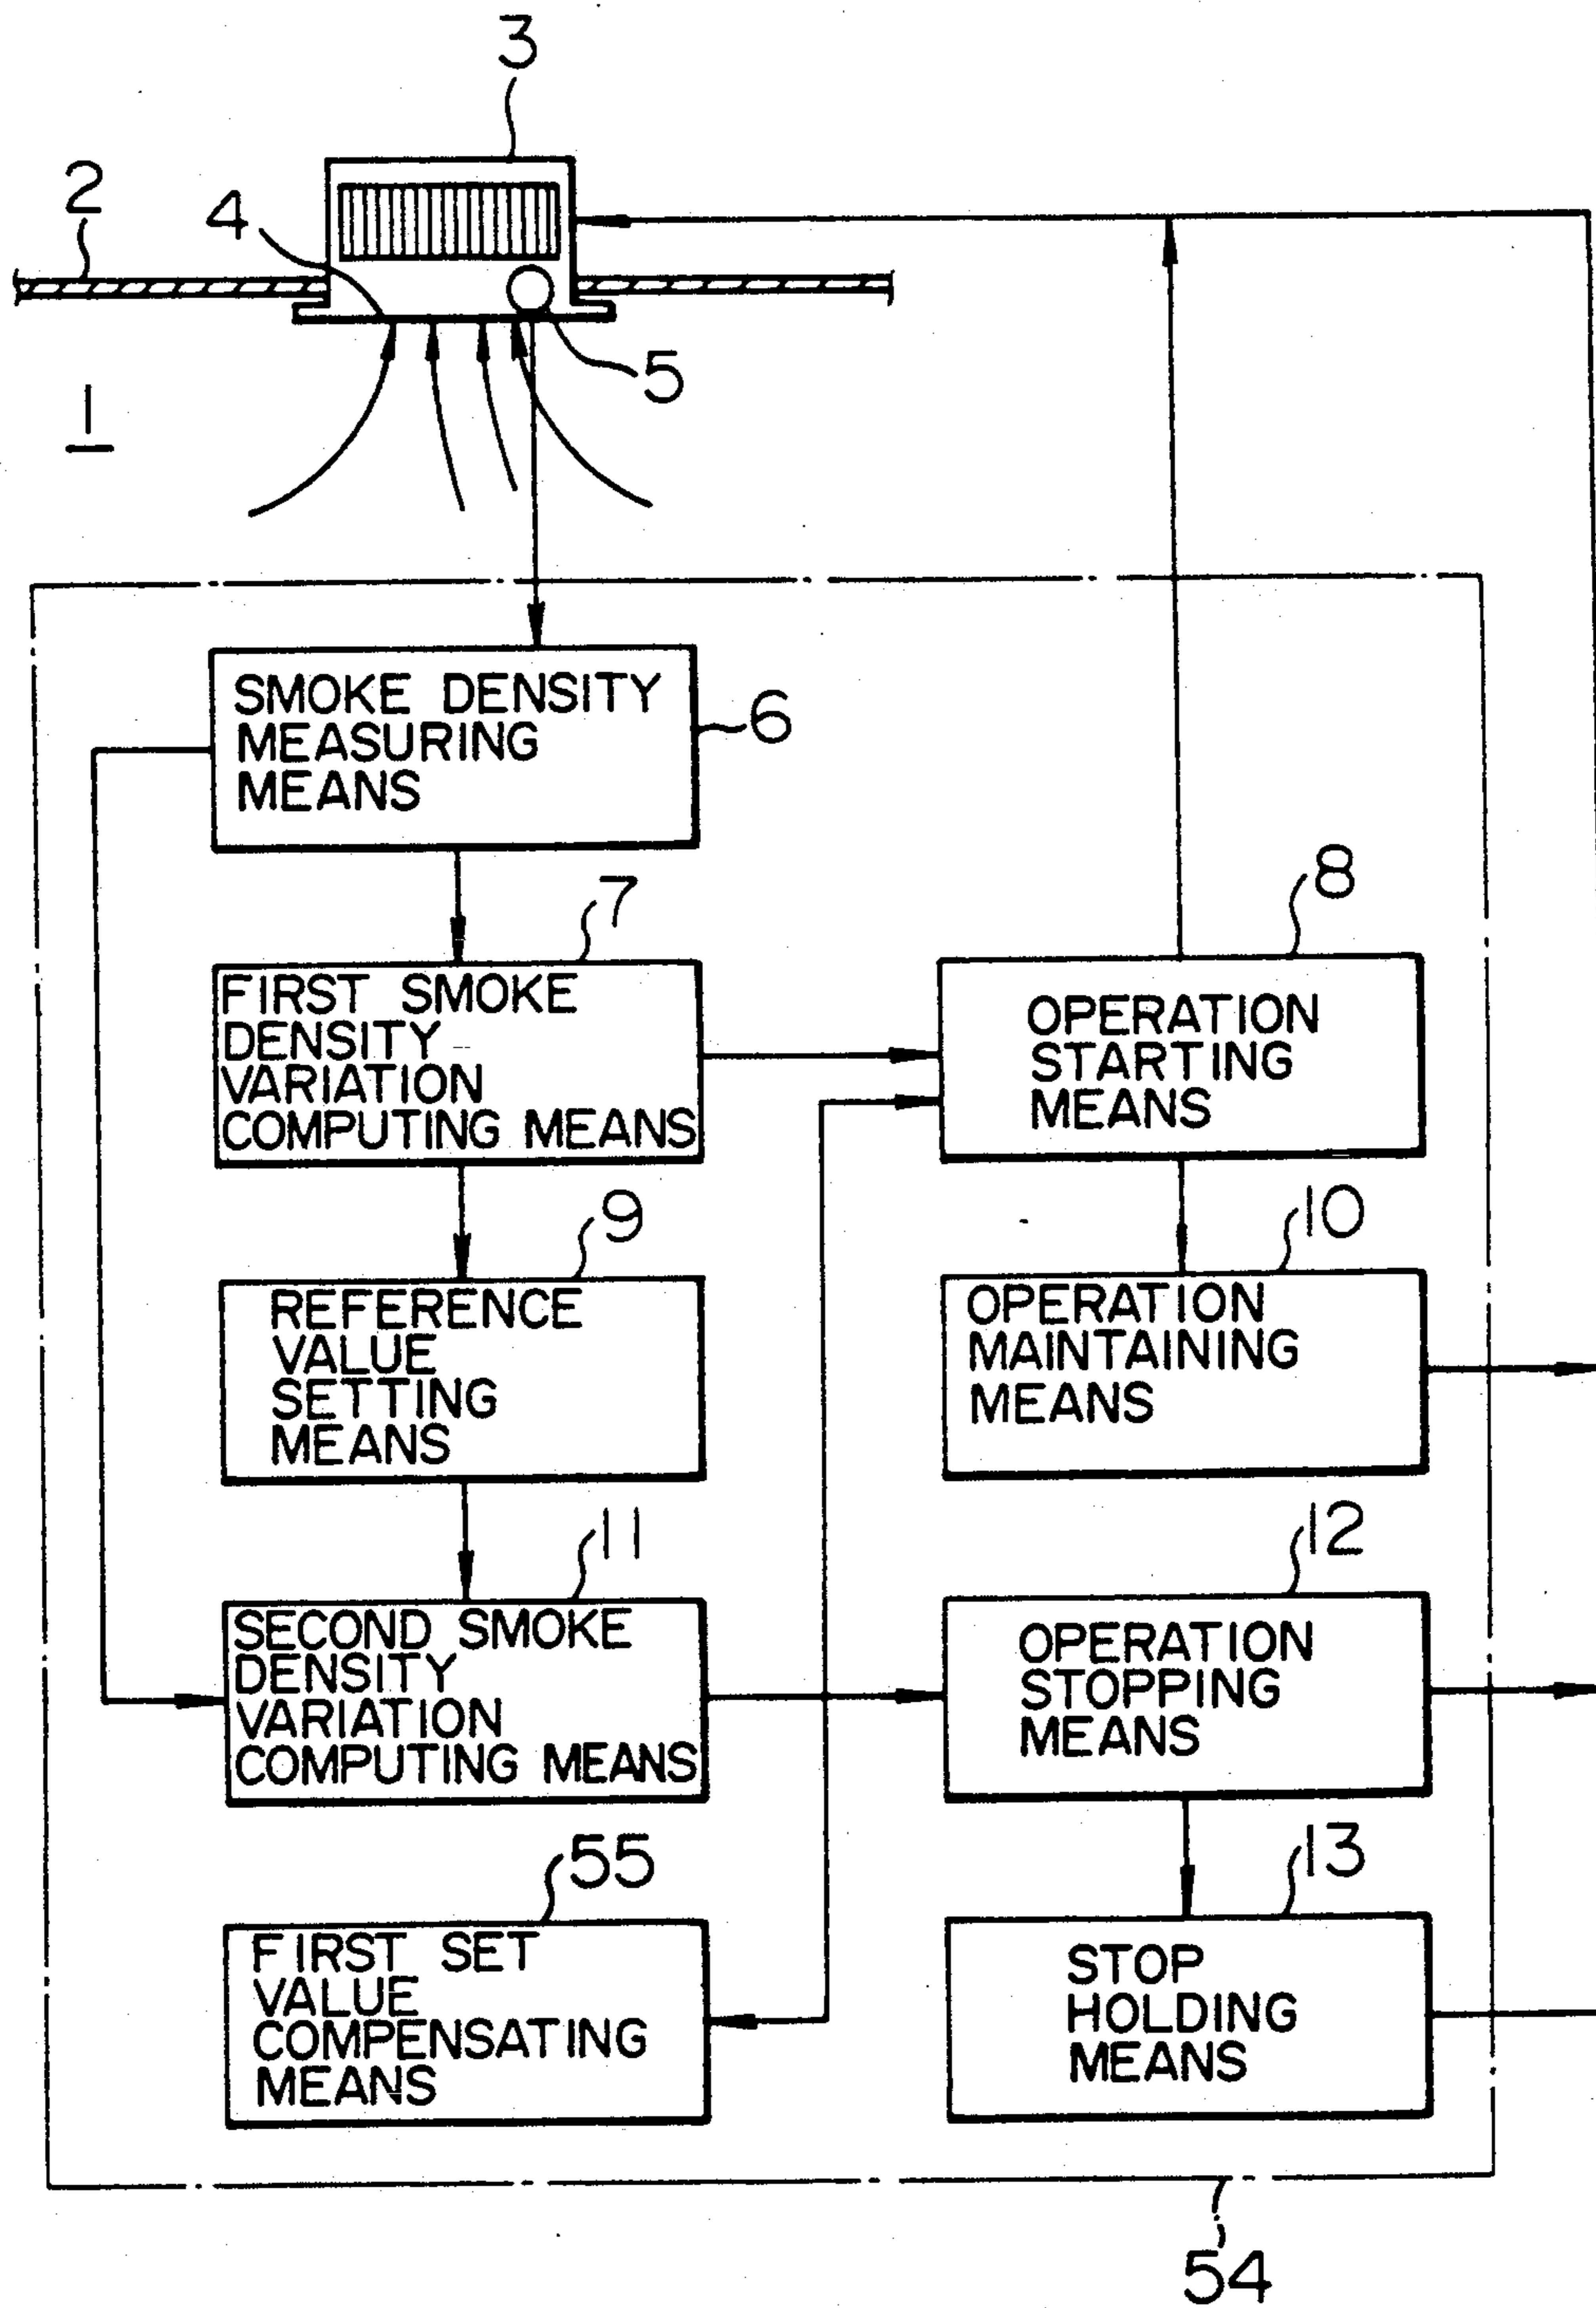 3
2
4
5
1
SMOKE DENSITY
MEASURING
MEANS
6
7
FIRST SMOKE
DENSITY
VARIATION
COMPUTING MEANS
8
OPERATION
STARTING
MEANS
9
REFERENCE
VALUE
SETTING
MEANS
10
OPERATION
MAINTAINING
MEANS
11
SECOND SMOKE
DENSITY
VARIATION
COMPUTING MEANS
12
OPERATION
STOPPING
MEANS
55
FIRST SET
VALUE
COMPENSATING
MEANS
13
STOP
HOLDING
MEANS
54